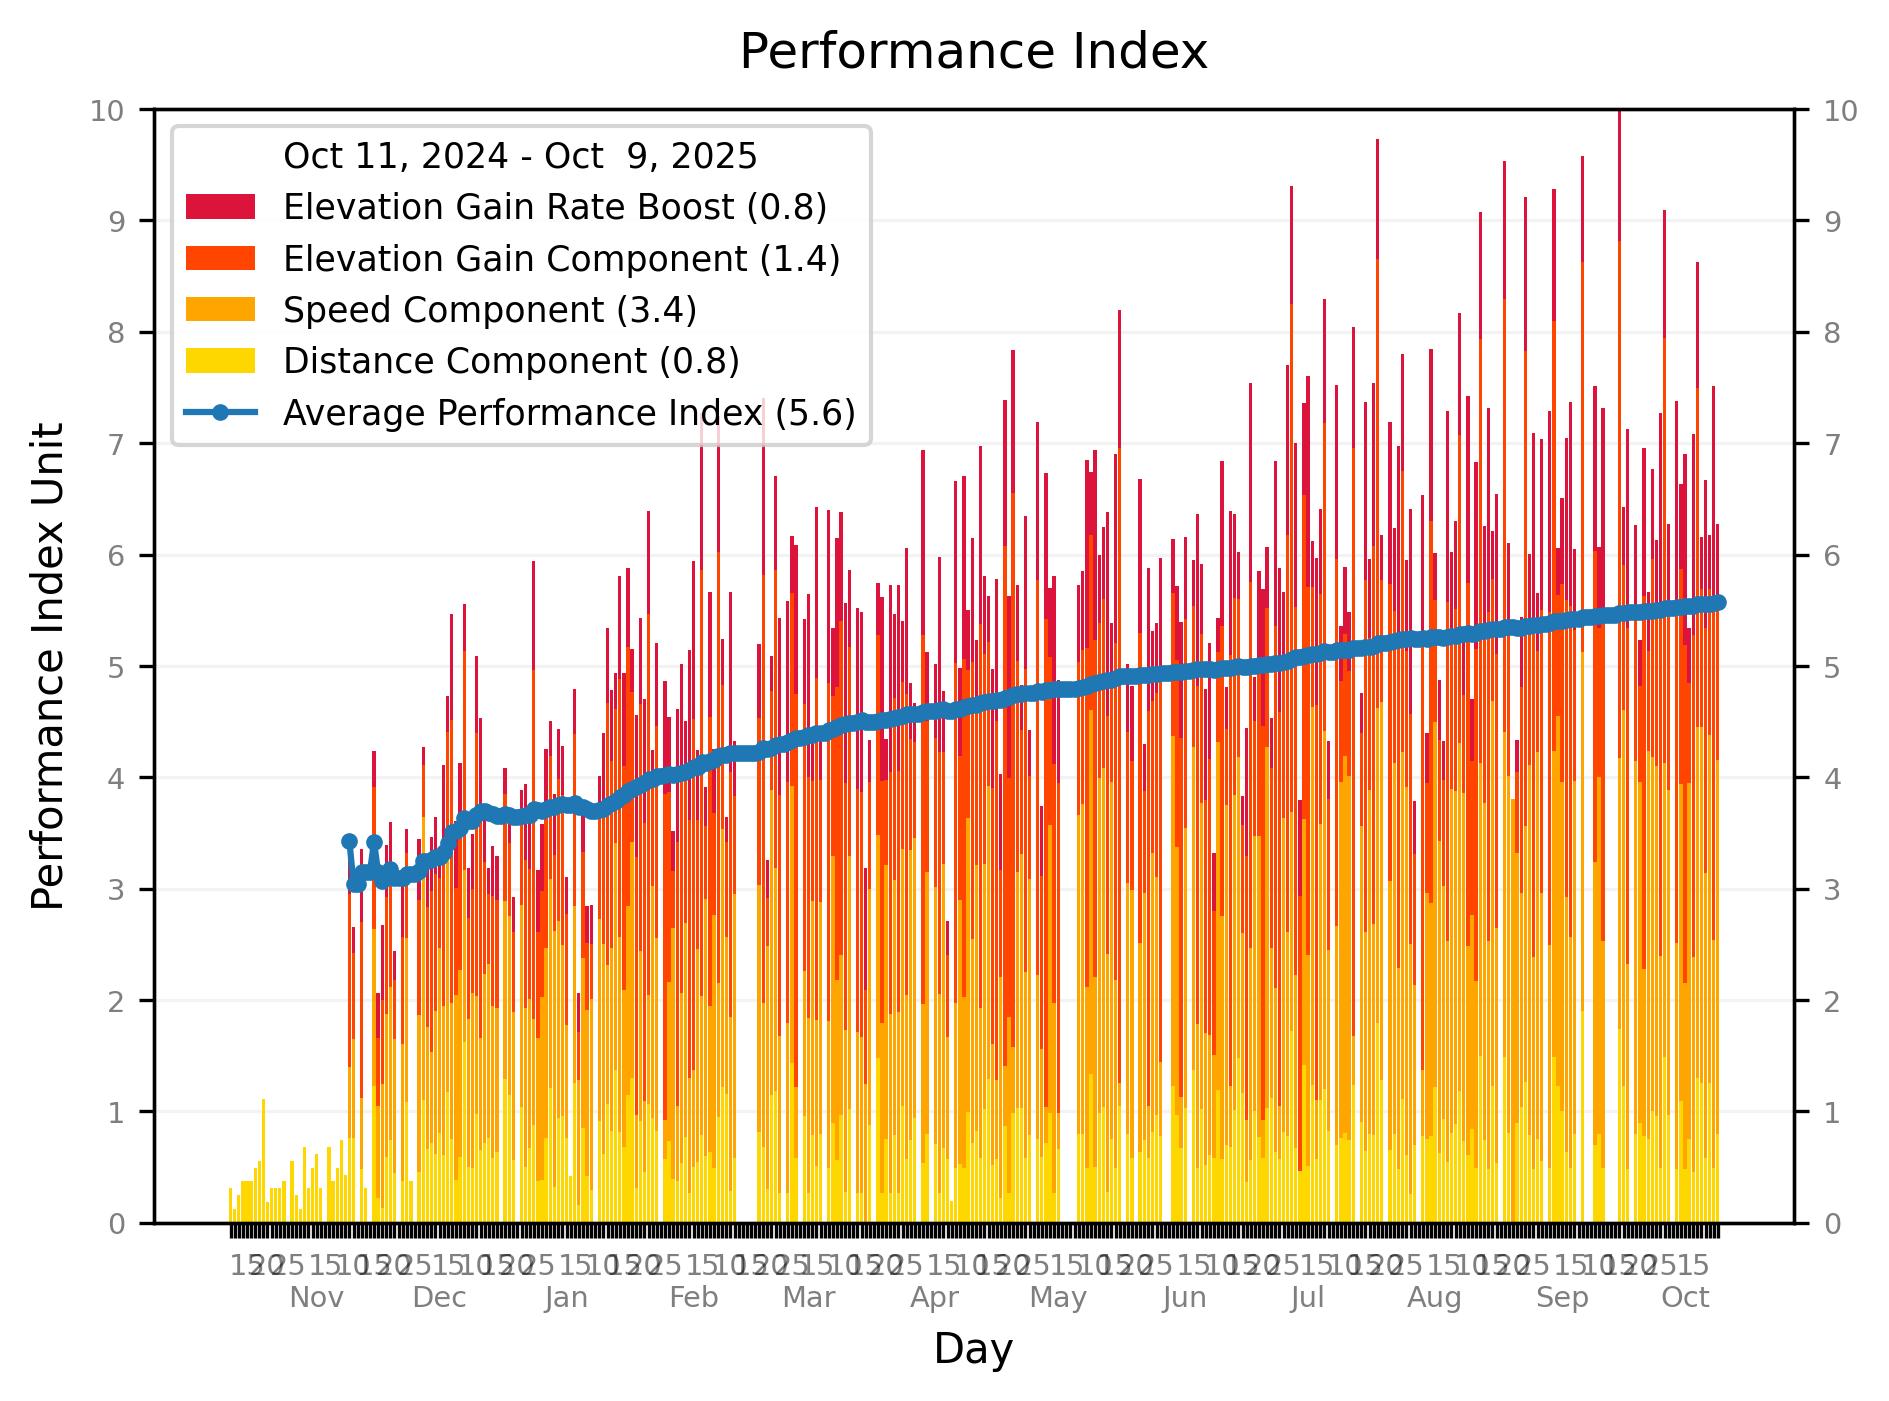 Performance Index
Oct 11, 2024 - Oct  9, 2025
Elevation Gain Rate Boost (0.8)
Elevation Gain Component (1.4)
Speed Component (3.4)
Distance Component (0.8)
Average Performance Index (5.6)
Performance Index Unit
10
9
8
7
6
5
4
3
2
1
0
10
9
8
7
6
5
4
3
2
1
0
Nov Dec Jan Feb Mar Apr May Jun Jul Aug Sep Oct
Day